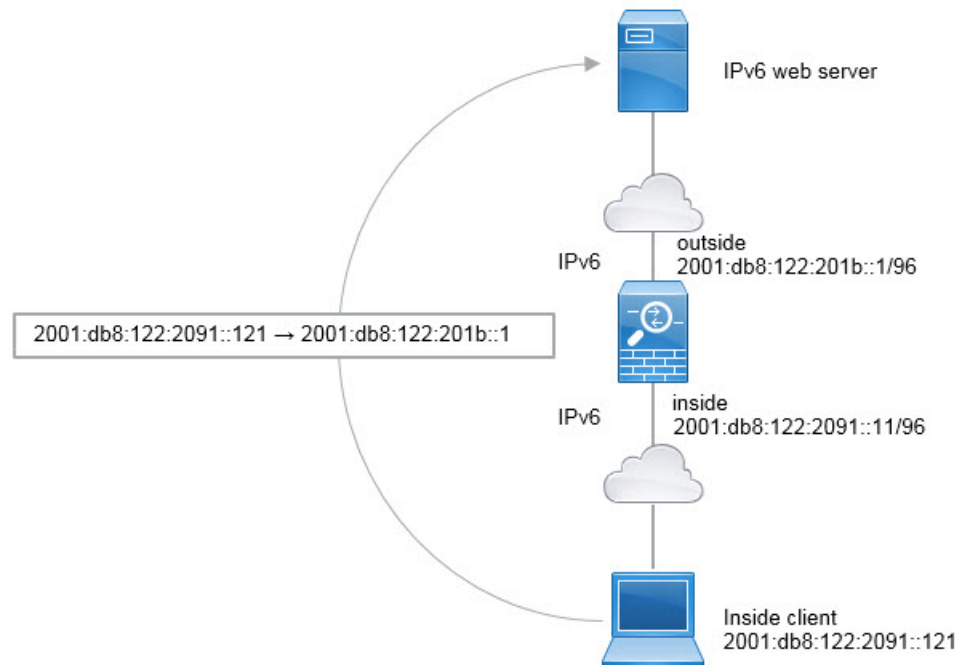 IPv6 web server
outside
IPv6
2001:db8:122:201b::1/96
2001:db8:122:2091::121 → 2001:db8:122:201b::1
inside
IPv6
2001:db8:122:2091::11/96
Inside client
2001:db8:122:2091::121